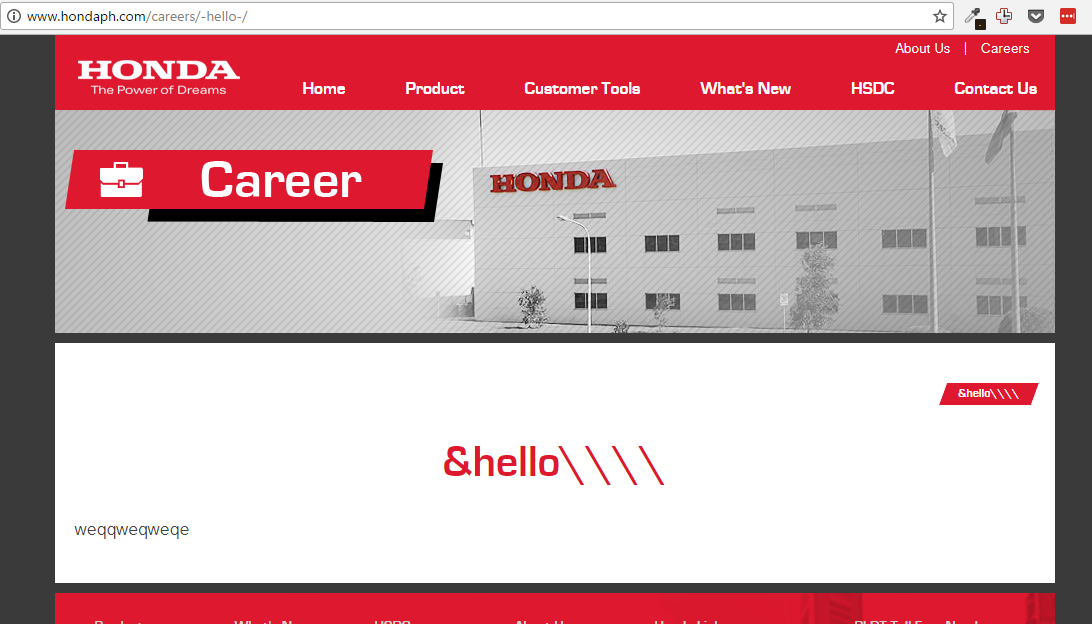 www.hondaph.com/careers/-hello-/
About Us | Careers
HONDA
The Power of Dreams
Home Product Customer Tools What's New HSDC Contact Us
Career
HONDA
&hello\\\\
&hello\\\\
weqqweqweqe